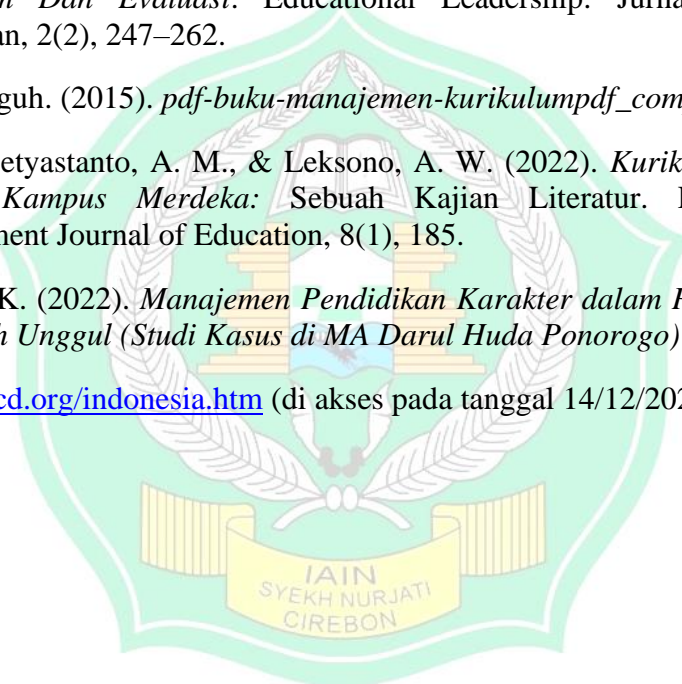 Dan Evaluasi. Educational Leadership:
an, 2(2), 247–262.
guh. (2015). pdf-buku-manajemen-kurikulumpdf_com
etyastanto, A. M., & Leksono, A. W. (2022).
Kampus Merdeka: Sebuah Kajian Literatur.
ment Journal of Education, 8(1), 185.
K. (2022). Manajemen Pendidikan Karakter dalam
h Unggul (Studi Kasus di MA Darul Huda Ponorogo)
cd.org/indonesia.htm (di akses pada tanggal 14/12/202
IAIN
SYEKH NURJATI
CIREBON